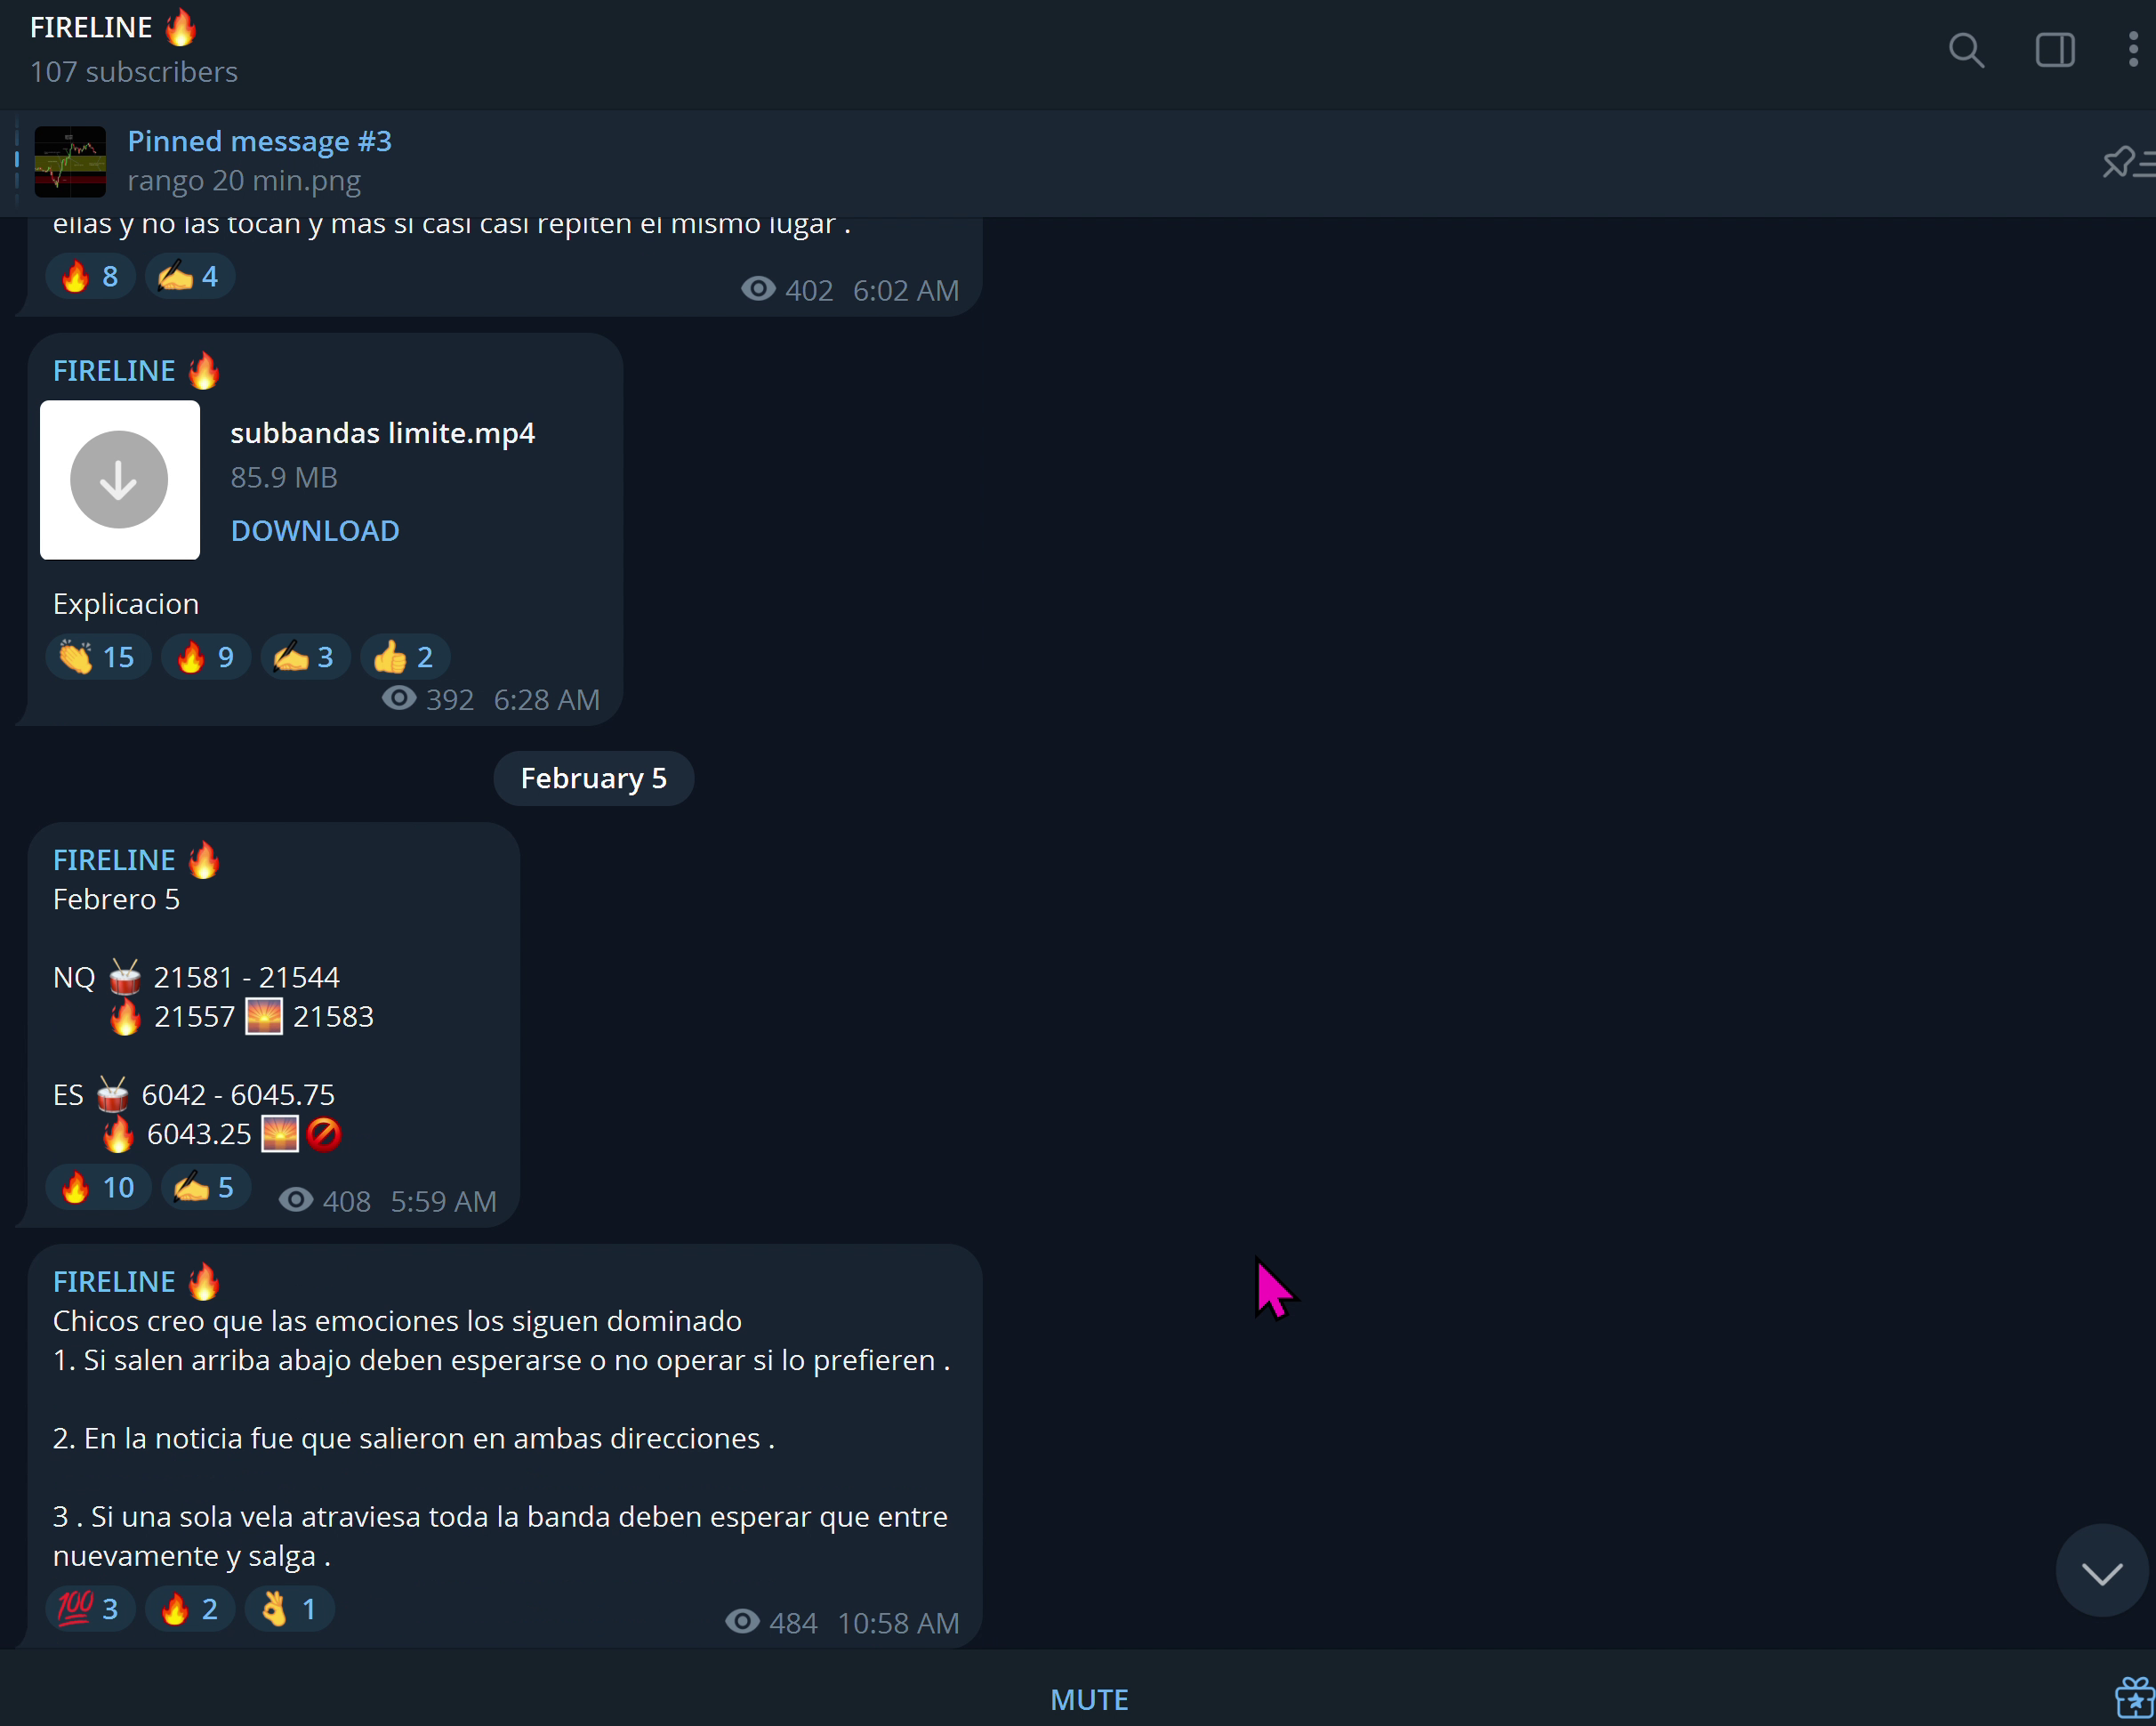 FIRELINE 🔥
107 subscribers
Pinned message #3
rango 20 min.png
ellas y no las tocan y mas si casi casi repiten el mismo lugar .
🔥 8 ✍️ 4 402 6:02 AM
FIRELINE 🔥
subbandas limite.mp4
85.9 MB
DOWNLOAD
Explicacion
👏 15 🔥 9 ✍️ 3 👍 2
392 6:28 AM
February 5
FIRELINE 🔥
Febrero 5
NQ 🥁 21581 - 21544
🔥 21557 🌅 21583
ES 🥁 6042 - 6045.75
🔥 6043.25 🌅 🚫
🔥 10 ✍️ 5 408 5:59 AM
FIRELINE 🔥
Chicos creo que las emociones los siguen dominado
1. Si salen arriba abajo deben esperarse o no operar si lo prefieren .
2. En la noticia fue que salieron en ambas direcciones .
3 . Si una sola vela atraviesa toda la banda deben esperar que entre
nuevamente y salga .
💯 3 🔥 2 👌 1 484 10:58 AM
MUTE